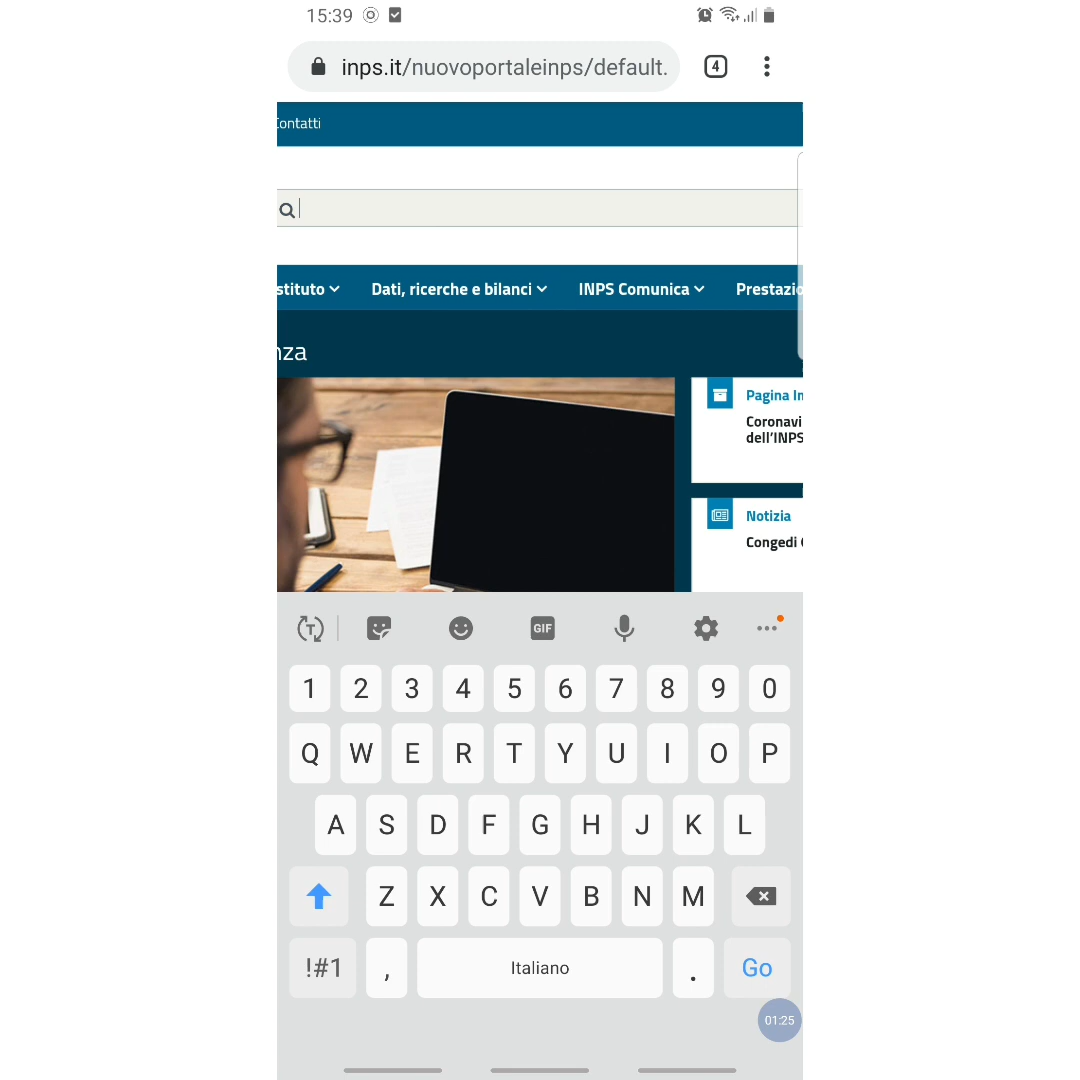 15:39
inps.it/nuovoportaleinps/default.
4
Contatti
stituto
Dati, ricerche e bilanci
INPS Comunica
Prestazio
nza
Pagina In
Coronavi
dell'INPS
Notizia
Congedi
T
GIF
1 2 3 4 5 6 7 8 9 0
Q W E R T Y U I O P
A S D F G H J K L
Z X C V B N M
!#1 , Italiano . Go
01:25